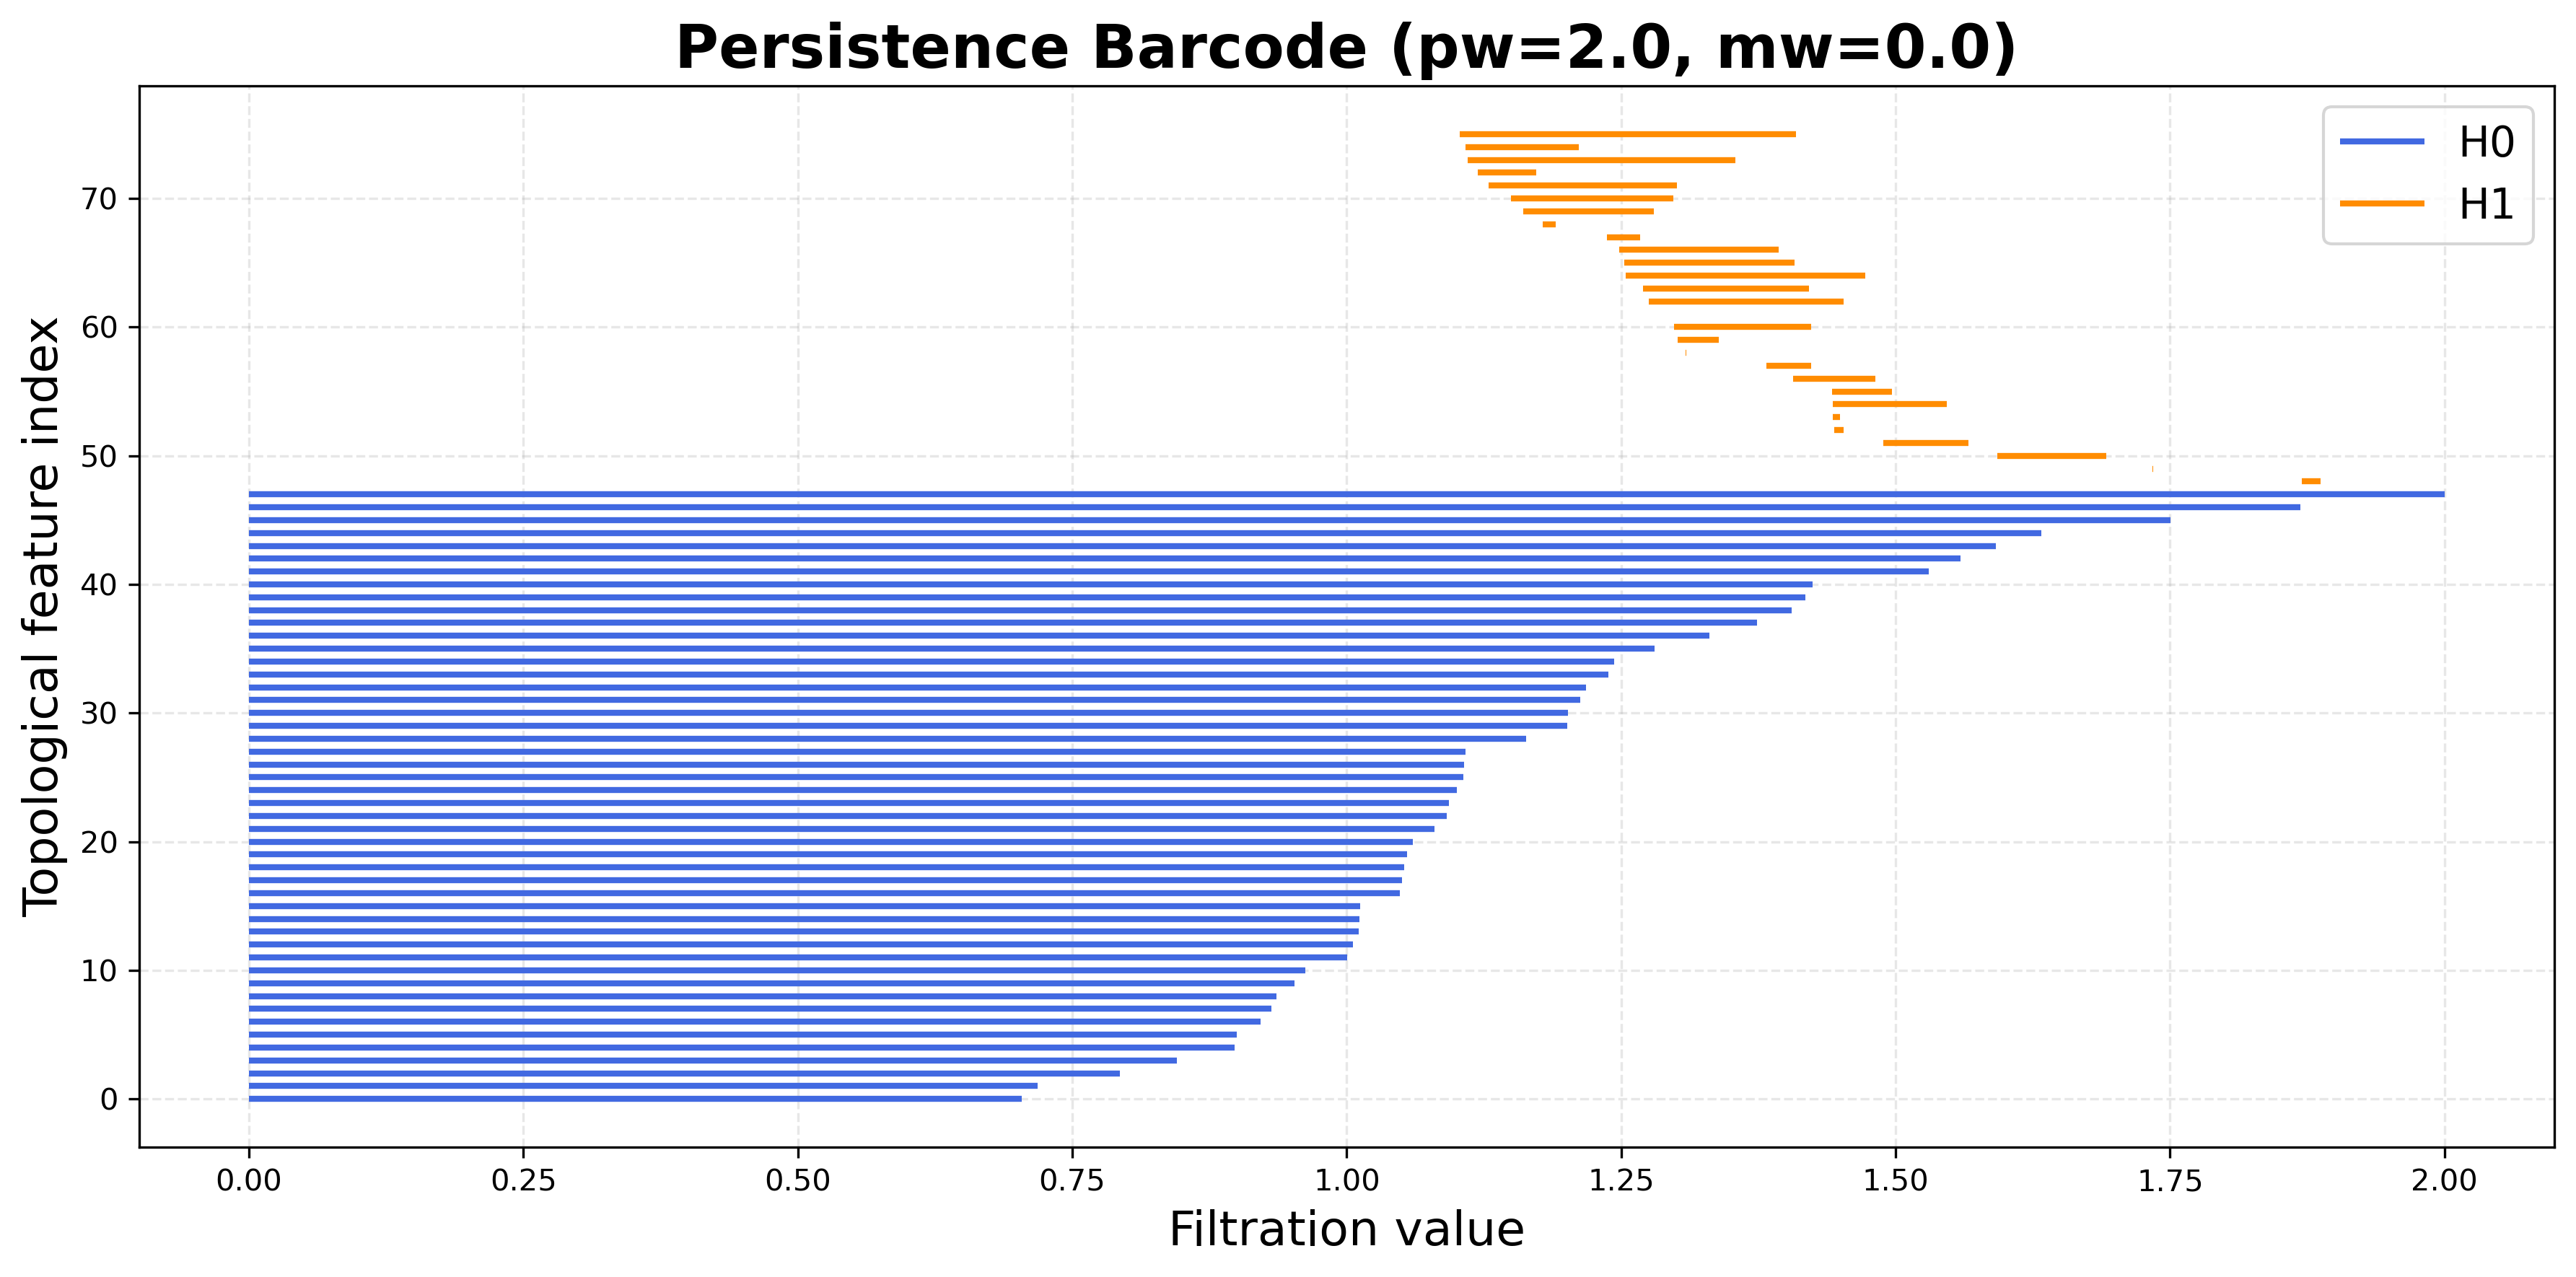 Persistence Barcode (pw=2.0, mw=0.0)
H0
H1
Topological feature index
70
60
50
40
30
20
10
0
0.00 0.25 0.50 0.75 1.00 1.25 1.50 1.75 2.00
Filtration value